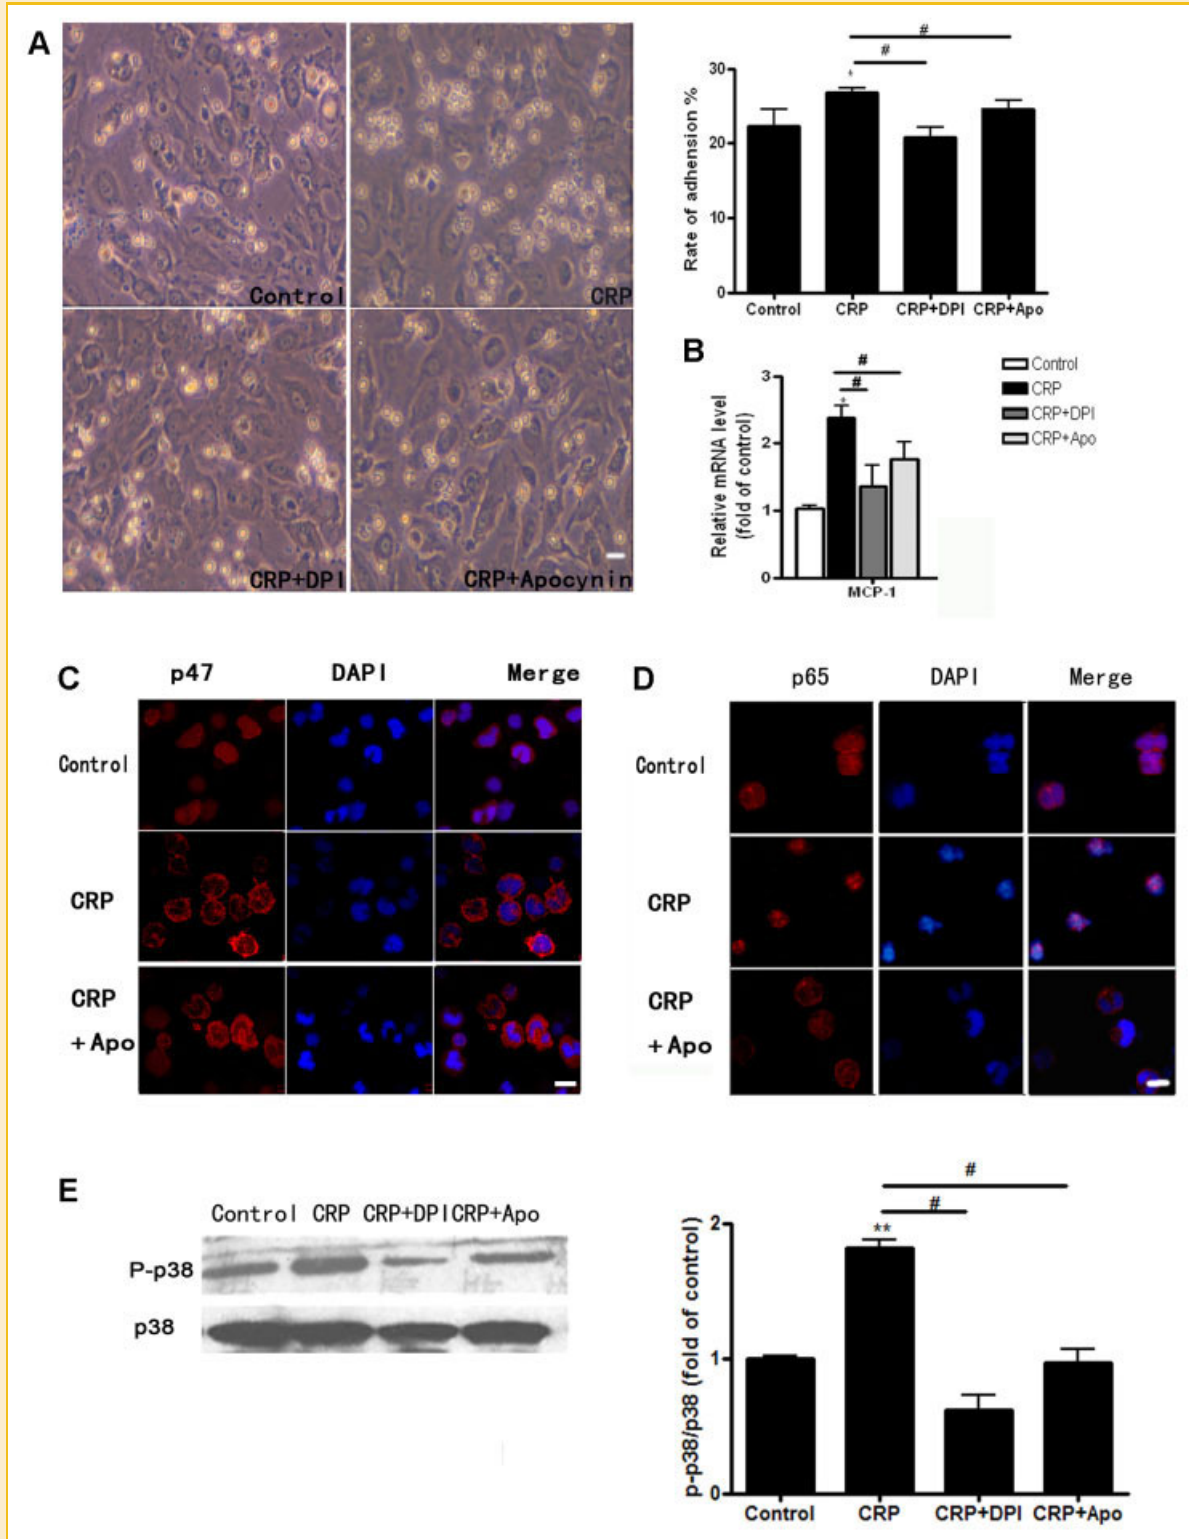 A
Control
CRP
CRP+DPI
CRP+Apocynin
#
#
*
Rate of adhension %
30
20
10
0
Control CRP CRP+DPI CRP+Apo
B
#
#
*
Relative mRNA level
(fold of control)
3
2
1
0
MCP-1
Control
CRP
CRP+DPI
CRP+Apo
C
p47 DAPI Merge
Control
CRP
CRP
+Apo
D
p65 DAPI Merge
Control
CRP
CRP
+Apo
E
Control CRP CRP+DPI CRP+Apo
P-p38
p38
#
#
**
p-p38/p38 (fold of control)
2
1
0
Control CRP CRP+DPI CRP+Apo